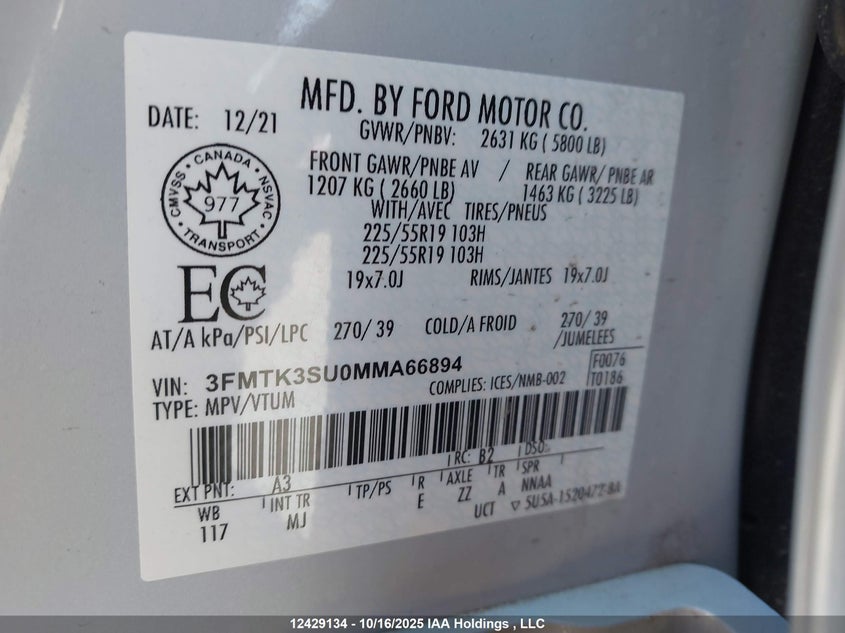 MFD. BY FORD MOTOR CO.
DATE: 12/21
GVWR/PNBV: 2631 KG ( 5800 LB)
FRONT GAWR/PNBE AV / REAR GAWR/ PNBE AR
1207 KG ( 2660 LB) 1463 KG ( 3225 LB)
WITH/AVEC TIRES/PNEUS
225/55R19 103H
225/55R19 103H
19x7.0J RIMS/JANTES 19x7.0J
CANADA
CMVSS NSVAC
977
TRANSPORT
EC
AT/A kPa/PSI/LPC 270/ 39 COLD/A FROID 270/ 39
/JUMELEES
VIN: 3FMTK3SU0MMA66894
F0076
TYPE: MPV/VTUM COMPLIES: ICES/NMB-002 T0186
EXT PNT: A3 RC: B2 DSO:
WB INT TR TP/PS R AXLE TR SPR
117 MJ E ZZ A NNAA
UCT ▽ 5U5A-1520472-BA
12429134 - 10/16/2025 IAA Holdings , LLC